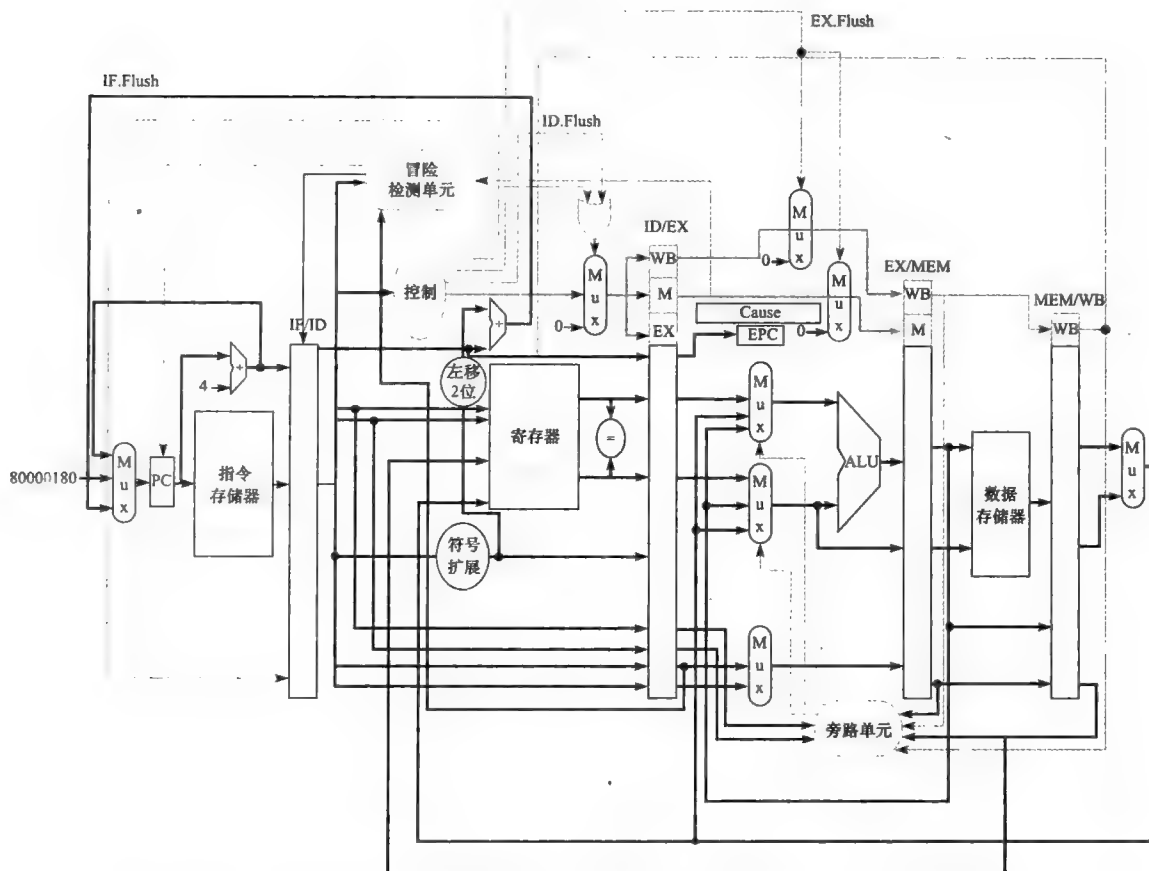 EX.Flush
IF.Flush
ID.Flush
冒险
检测单元
M
u
x
ID/EX
WB
M
u
x
EX/MEM
0
控制
M
u
x
M
WB
MEM/WB
Cause
0
M
WB
IF/ID
+
0
EX
EPC
0
+
左移
2位
4
M
u
x
寄存器
=
M
u
x
指令
存储器
ALU
M
u
x
80000180
PC
M
u
x
数据
存储器
符号
扩展
M
u
x
旁路单元